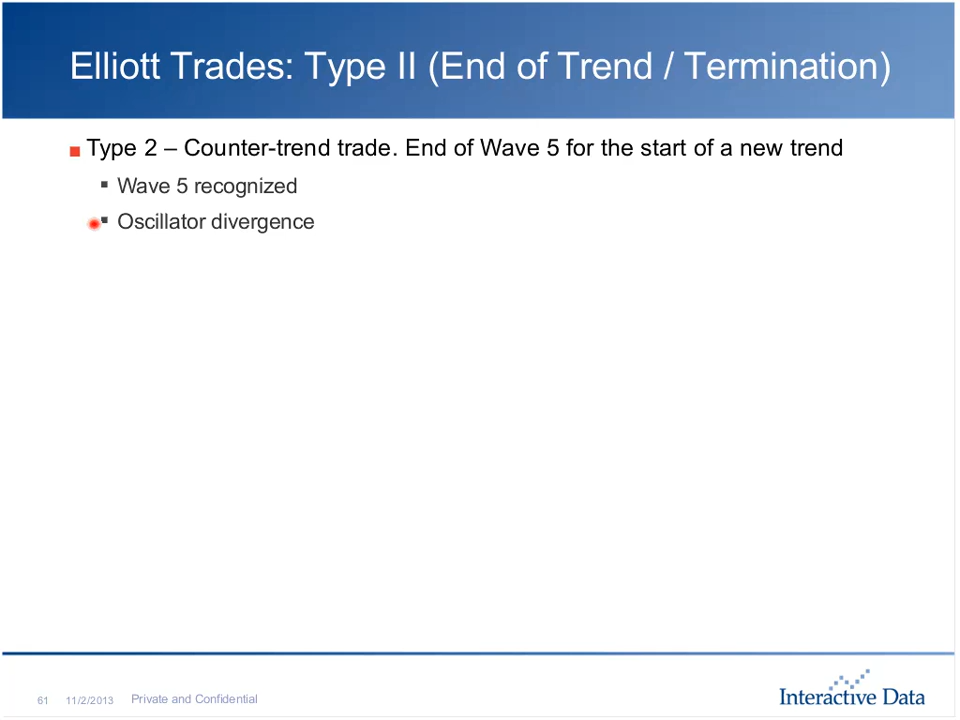 Elliott Trades: Type II (End of Trend / Termination)
Type 2 – Counter-trend trade. End of Wave 5 for the start of a new trend
Wave 5 recognized
Oscillator divergence
61 11/2/2013 Private and Confidential
Interactive Data